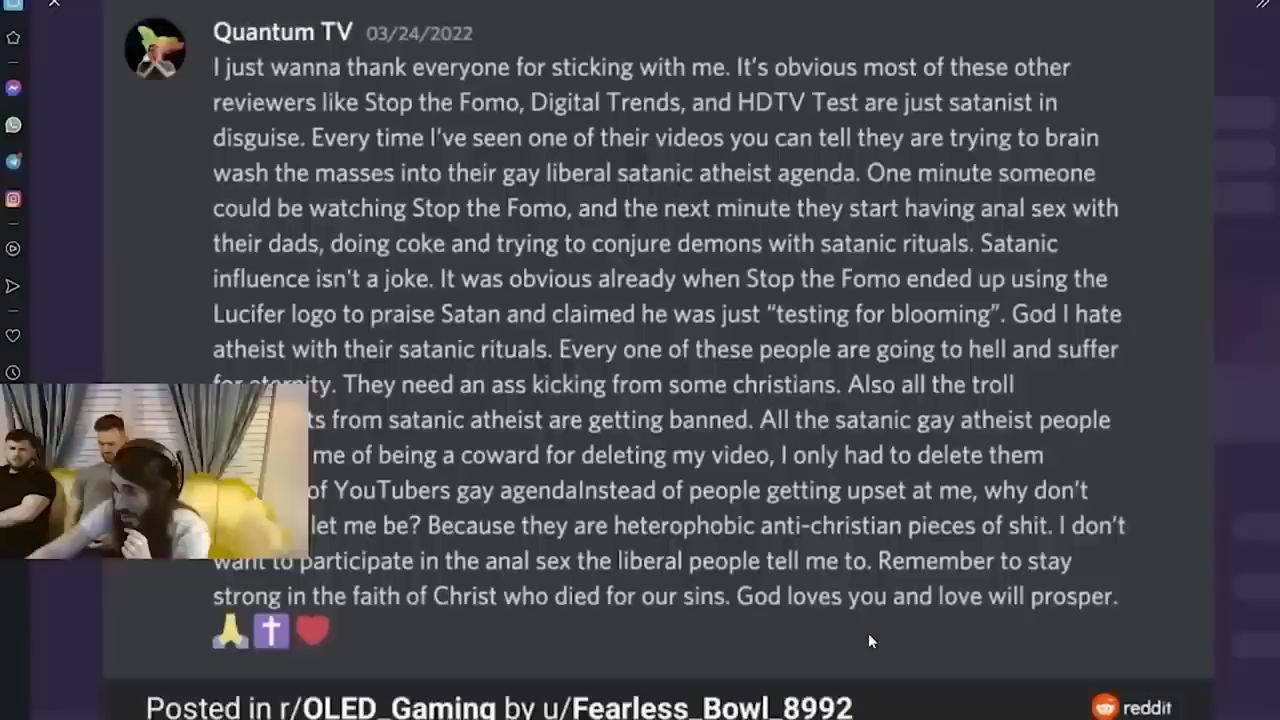 Quantum TV 03/24/2022
I just wanna thank everyone for sticking with me. It's obvious most of these other
reviewers like Stop the Fomo, Digital Trends, and HDTV Test are just satanist in
disguise. Every time I've seen one of their videos you can tell they are trying to brain
wash the masses into their gay liberal satanic atheist agenda. One minute someone
could be watching Stop the Fomo, and the next minute they start having anal sex with
their dads, doing coke and trying to conjure demons with satanic rituals. Satanic
influence isn't a joke. It was obvious already when Stop the Fomo ended up using the
Lucifer logo to praise Satan and claimed he was just “testing for blooming”. God I hate
atheist with their satanic rituals. Every one of these people are going to hell and suffer
for eternity. They need an ass kicking from some christians. Also all the troll
ts from satanic atheist are getting banned. All the satanic gay atheist people
me of being a coward for deleting my video, I only had to delete them
of YouTubers gay agendaInstead of people getting upset at me, why don't
let me be? Because they are heterophobic anti-christian pieces of shit. I don't
want to participate in the anal sex the liberal people tell me to. Remember to stay
strong in the faith of Christ who died for our sins. God loves you and love will prosper.
🙏✝️❤️
Posted in r/OLED_Gaming by u/Fearless_Bowl_8992
reddit